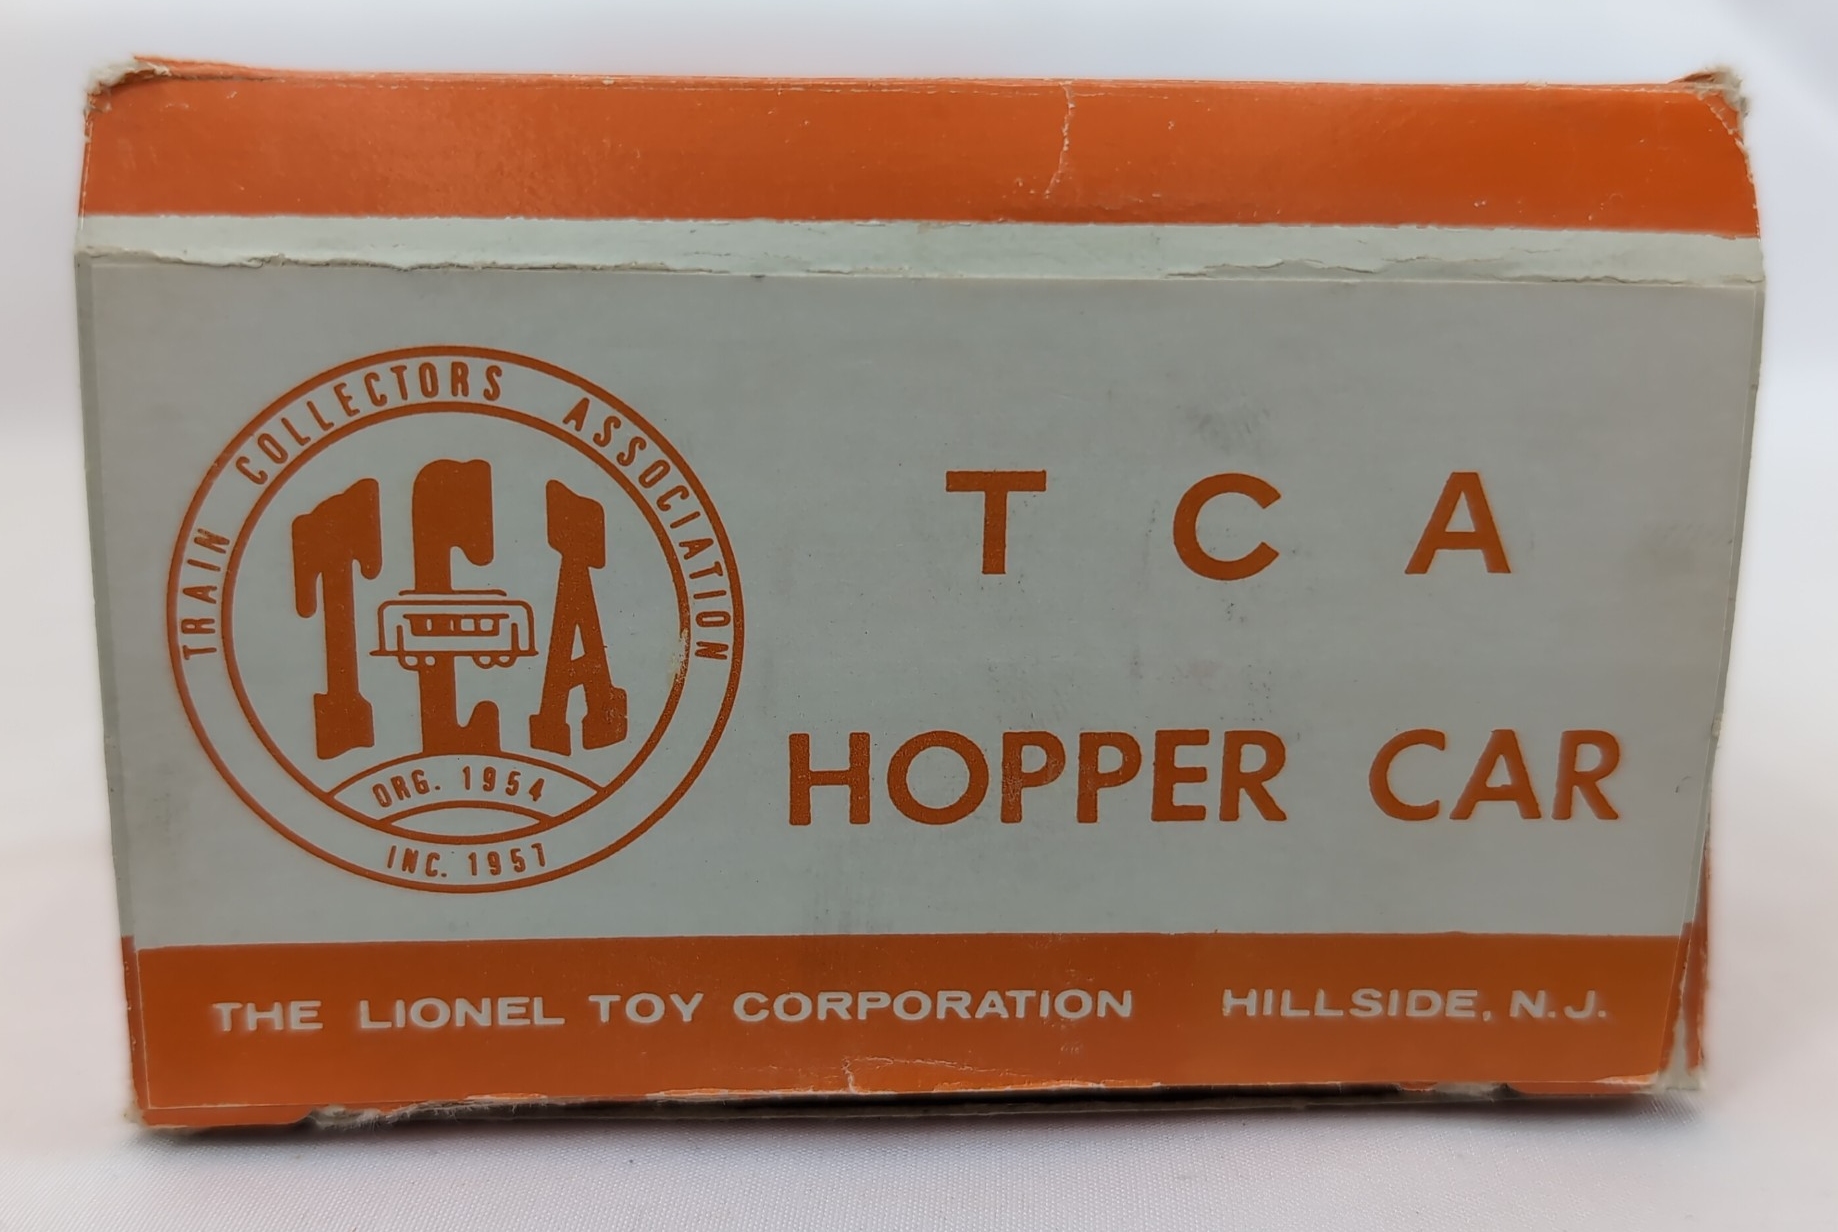 TRAIN COLLECTORS ASSOCIATION
TCA
ORG. 1954
INC. 1957
T C A
HOPPER CAR
THE LIONEL TOY CORPORATION HILLSIDE, N.J.